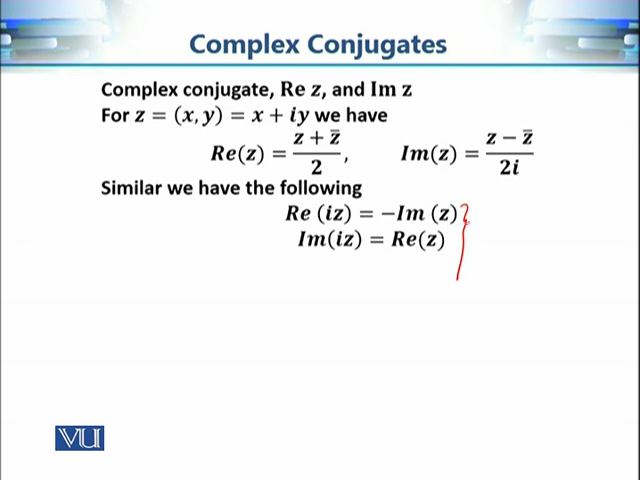 Complex Conjugates
Complex conjugate, Re z, and Im z
For z = (x, y) = x + iy we have
Re(z) = (z + z̄)/2, Im(z) = (z − z̄)/2i
Similar we have the following
Re (iz) = −Im (z)
Im(iz) = Re(z)
VU